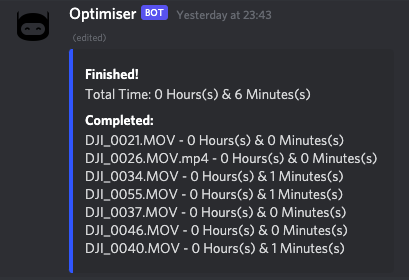 Optimiser BOT Yesterday at 23:43
(edited)
Finished!
Total Time: 0 Hours(s) & 6 Minutes(s)
Completed:
DJI_0021.MOV - 0 Hours(s) & 0 Minutes(s)
DJI_0026.MOV.mp4 - 0 Hours(s) & 0 Minutes(s)
DJI_0034.MOV - 0 Hours(s) & 1 Minutes(s)
DJI_0055.MOV - 0 Hours(s) & 1 Minutes(s)
DJI_0037.MOV - 0 Hours(s) & 0 Minutes(s)
DJI_0046.MOV - 0 Hours(s) & 0 Minutes(s)
DJI_0040.MOV - 0 Hours(s) & 1 Minutes(s)